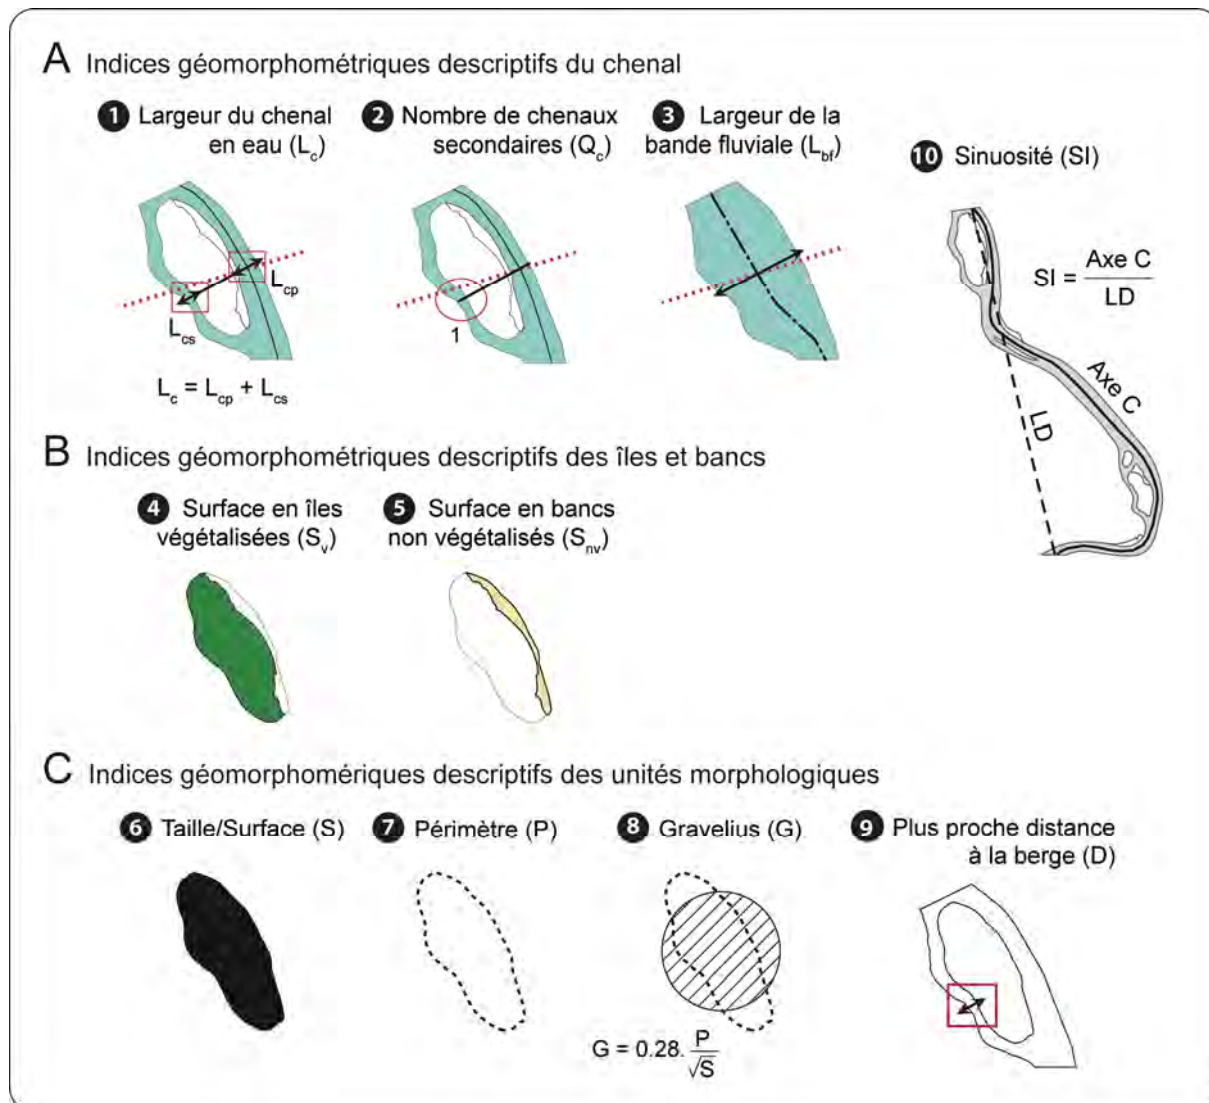 A Indices géomorphométriques descriptifs du chenal
1 Largeur du chenal
en eau (Lc)
2 Nombre de chenaux
secondaires (Qc)
3 Largeur de la
bande fluviale (Lbf)
10 Sinuosité (SI)
Lcp
Lcs
1
Lc = Lcp + Lcs
SI = Axe C / LD
Axe C
LD
B Indices géomorphométriques descriptifs des îles et bancs
4 Surface en îles
végétalisées (Sv)
5 Surface en bancs
non végétalisés (Snv)
C Indices géomorphomériques descriptifs des unités morphologiques
6 Taille/Surface (S)
7 Périmètre (P)
8 Gravelius (G)
9 Plus proche distance
à la berge (D)
G = 0.28. P / √S